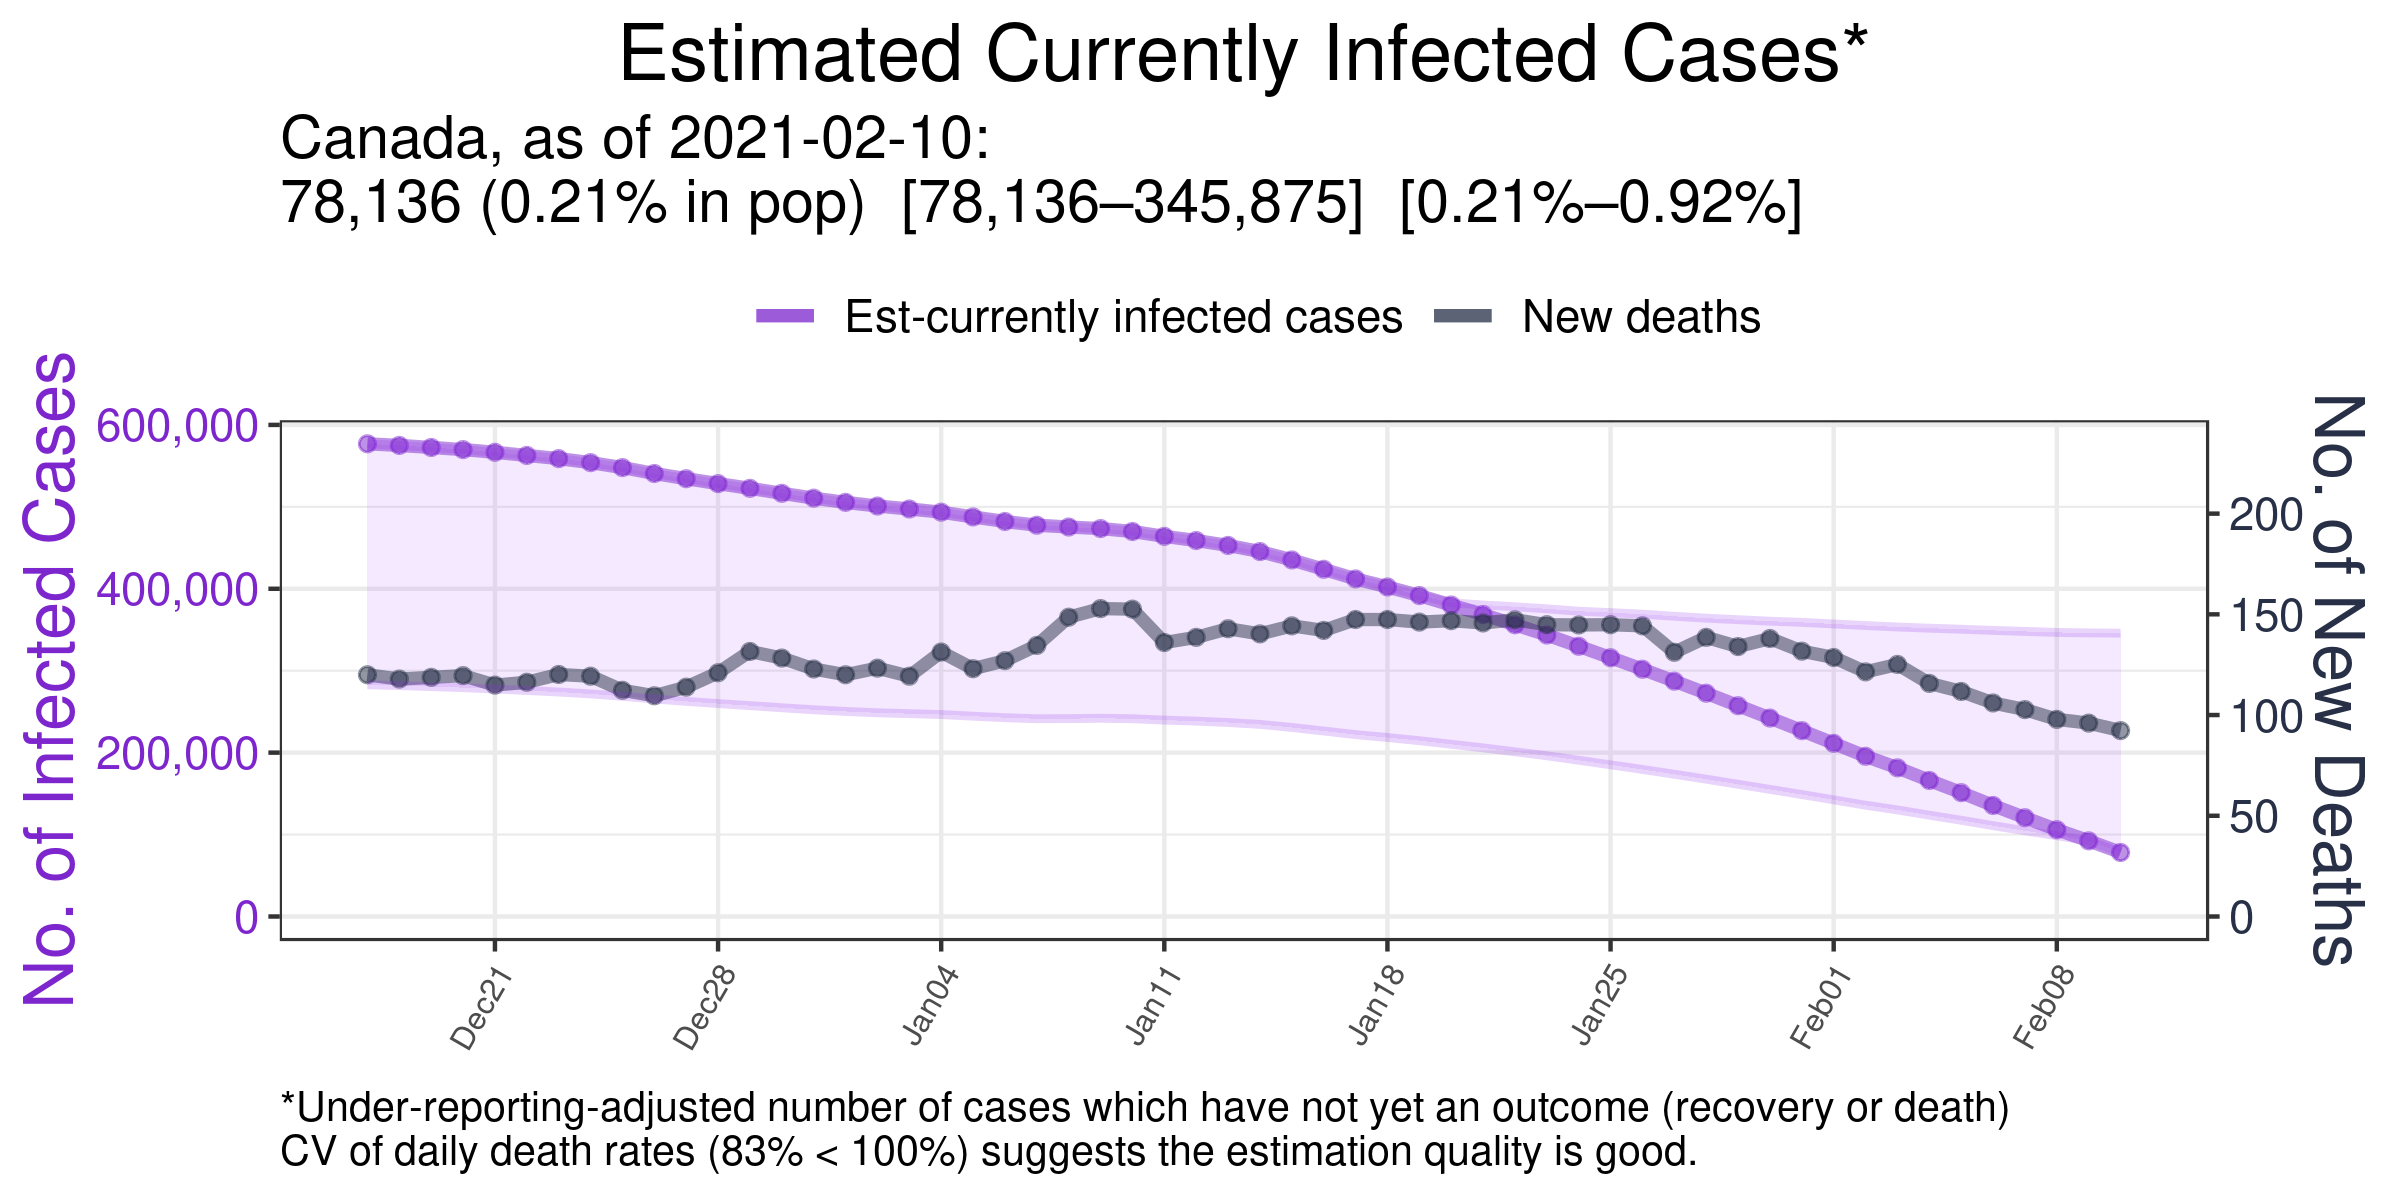 Estimated Currently Infected Cases*
Canada, as of 2021-02-10:
78,136 (0.21% in pop) [78,136–345,875] [0.21%–0.92%]
Est-currently infected cases
New deaths
No. of Infected Cases
600,000
400,000
200,000
0
No. of New Deaths
200
150
100
50
0
Dec21
Dec28
Jan04
Jan11
Jan18
Jan25
Feb01
Feb08
*Under-reporting-adjusted number of cases which have not yet an outcome (recovery or death)
CV of daily death rates (83% < 100%) suggests the estimation quality is good.